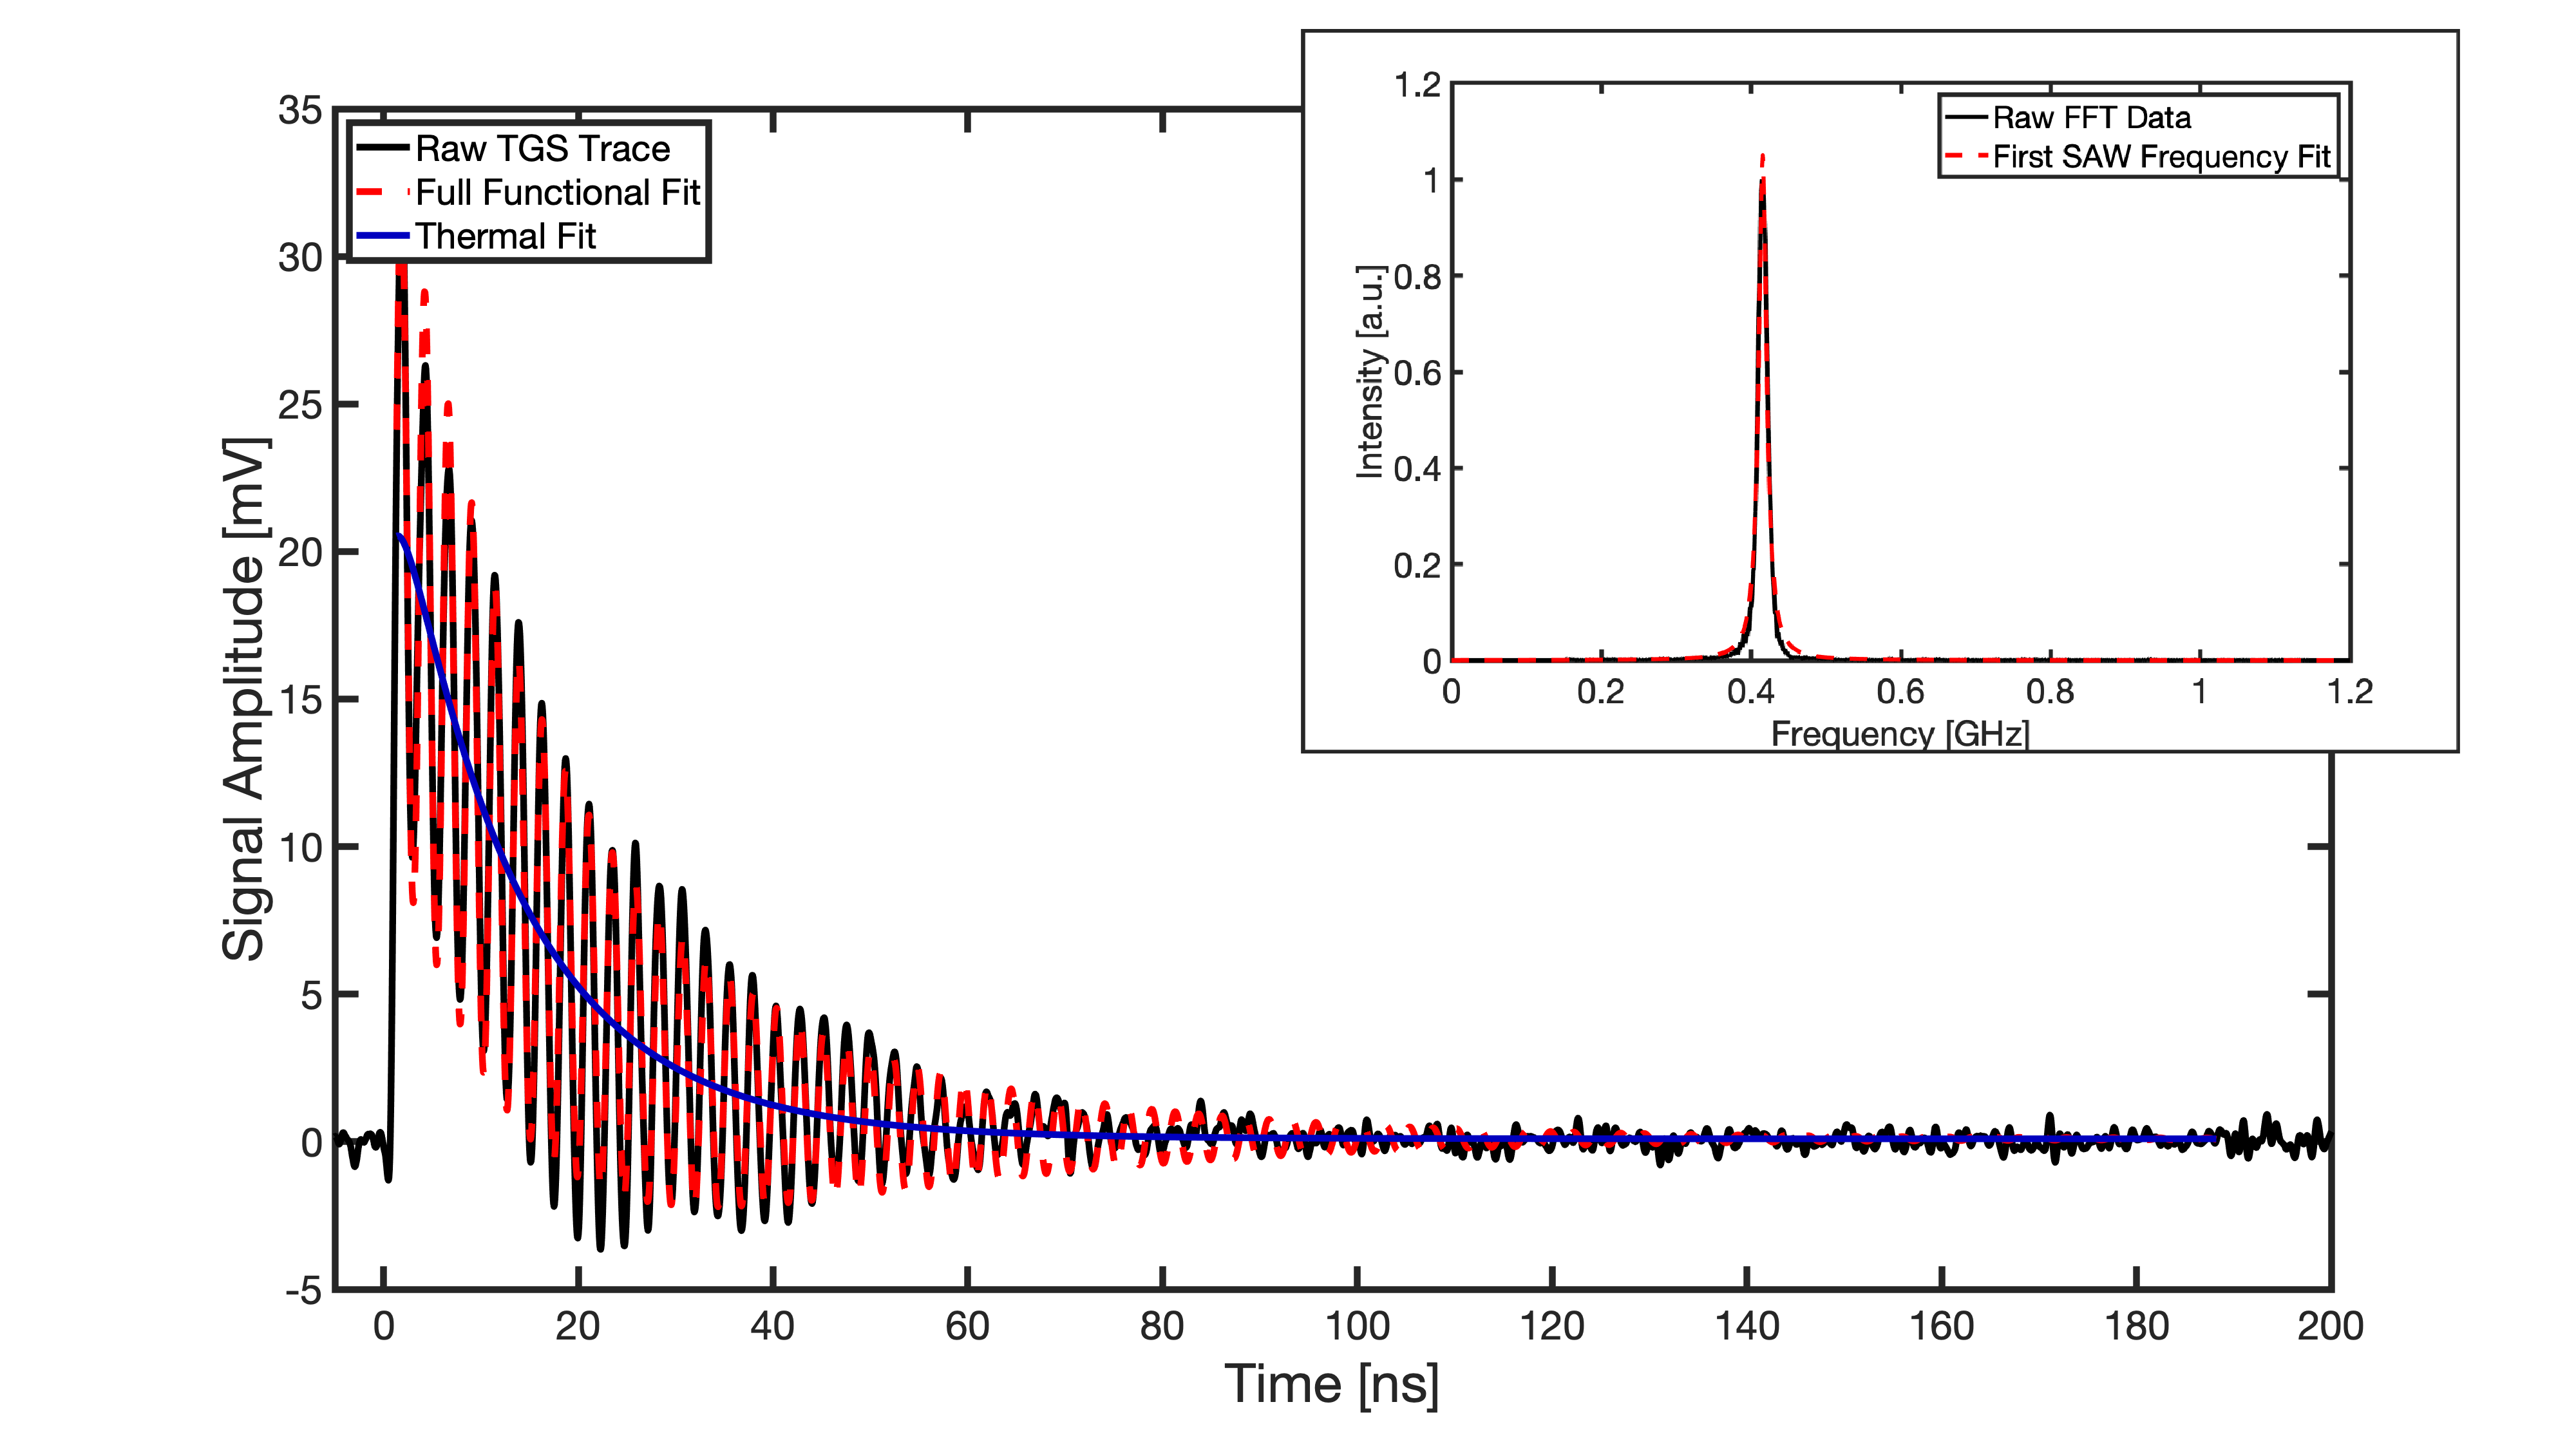 1.2
1
0.8
0.6
0.4
0.2
0
Intensity [a.u.]
Raw FFT Data
First SAW Frequency Fit
0 0.2 0.4 0.6 0.8 1 1.2
Frequency [GHz]
35
30
25
20
15
10
5
0
-5
Signal Amplitude [mV]
Raw TGS Trace
Full Functional Fit
Thermal Fit
0 20 40 60 80 100 120 140 160 180 200
Time [ns]